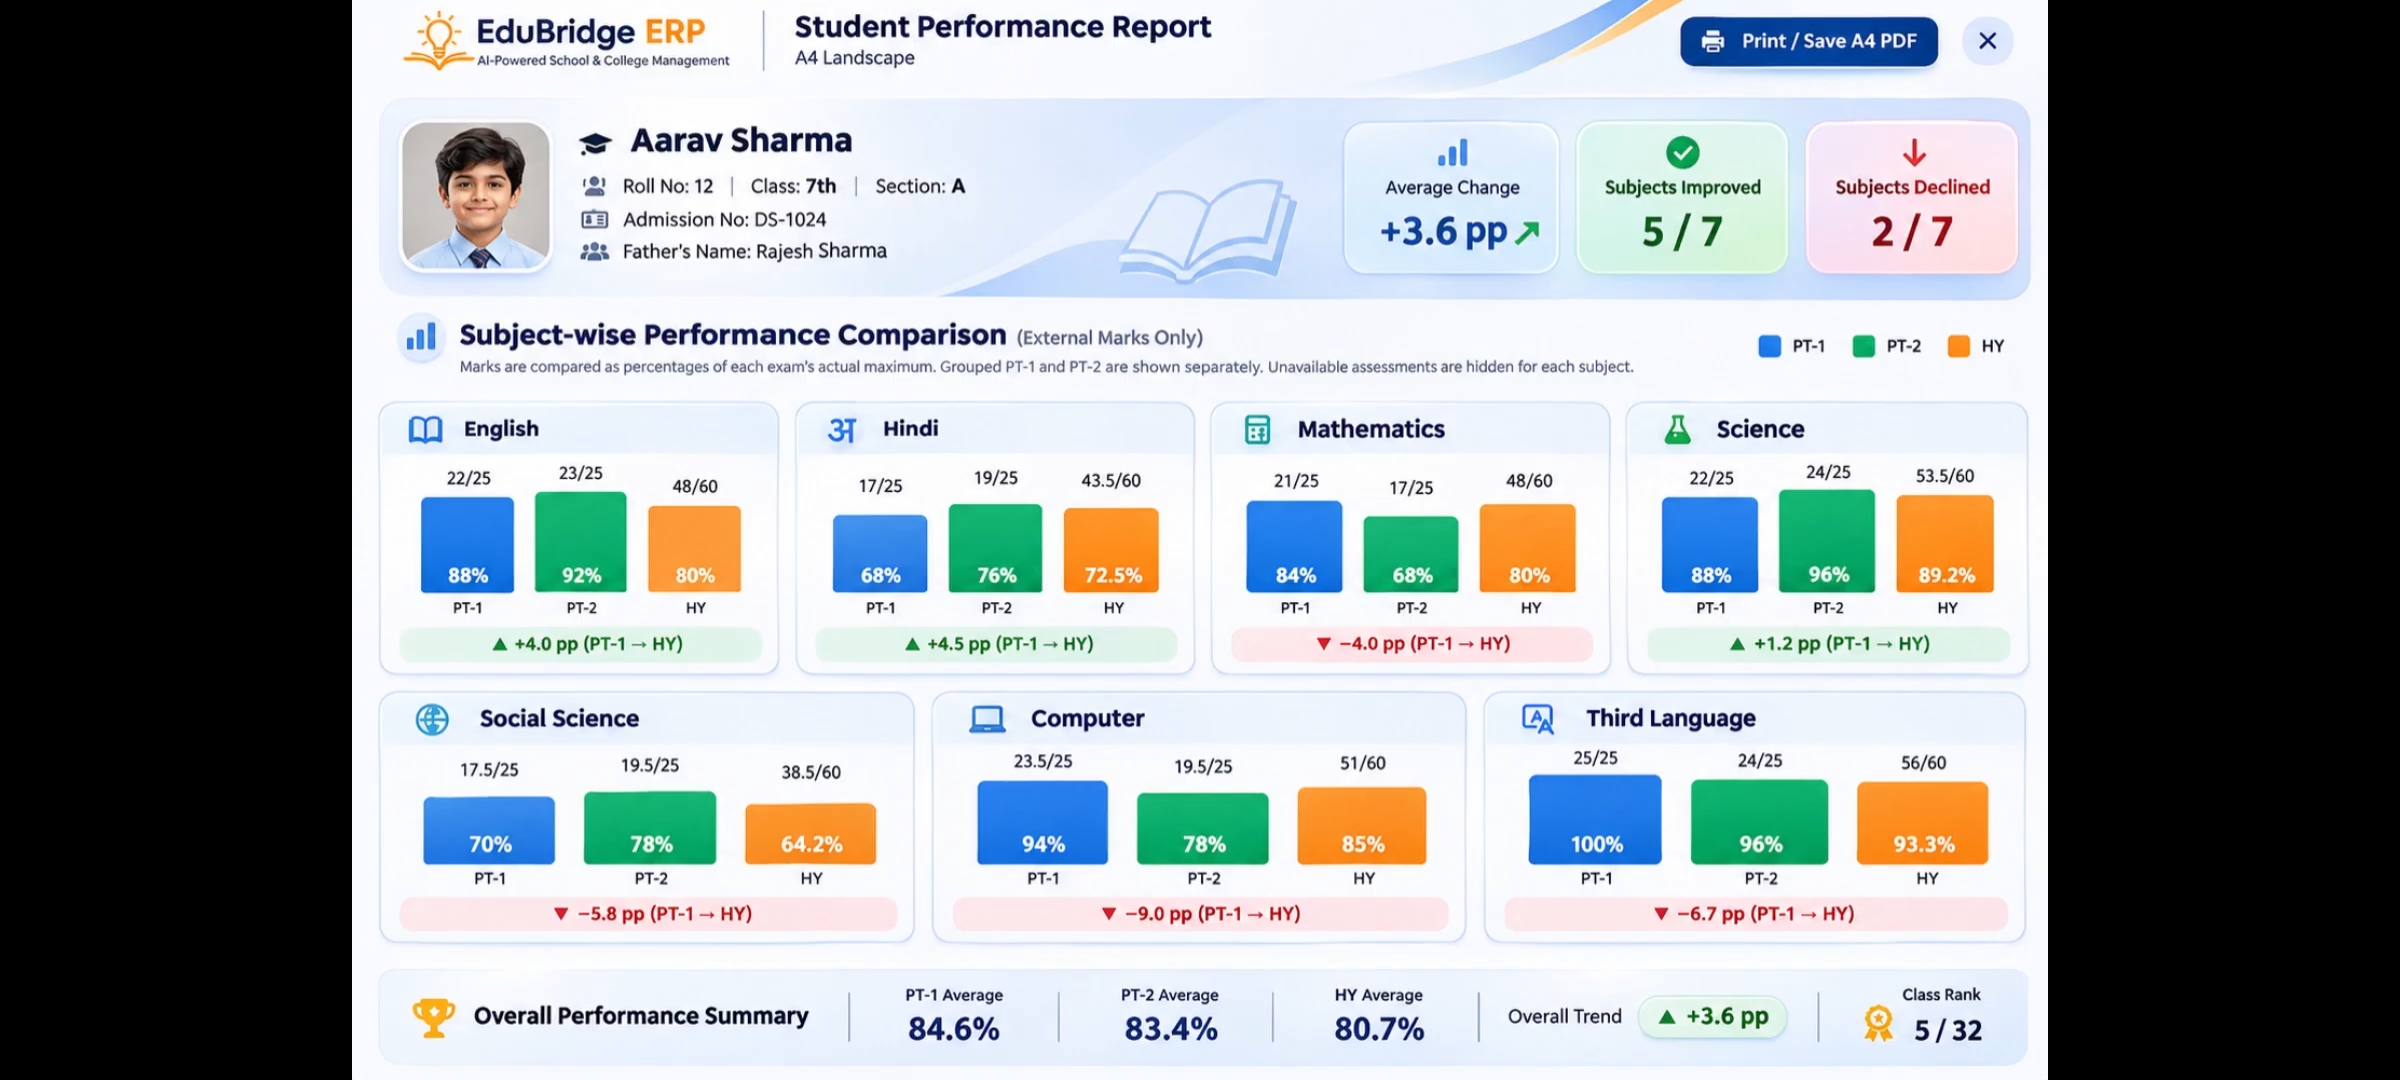 EduBridge ERP
AI-Powered School & College Management
Student Performance Report
A4 Landscape
Print / Save A4 PDF
Aarav Sharma
Roll No: 12 | Class: 7th | Section: A
Admission No: DS-1024
Father's Name: Rajesh Sharma
Average Change
+3.6 pp
Subjects Improved
5 / 7
Subjects Declined
2 / 7
Subject-wise Performance Comparison (External Marks Only)
Marks are compared as percentages of each exam's actual maximum. Grouped PT-1 and PT-2 are shown separately. Unavailable assessments are hidden for each subject.
PT-1 PT-2 HY
English
22/25 23/25 48/60
88% 92% 80%
PT-1 PT-2 HY
▲ +4.0 pp (PT-1 → HY)
अ Hindi
17/25 19/25 43.5/60
68% 76% 72.5%
PT-1 PT-2 HY
▲ +4.5 pp (PT-1 → HY)
Mathematics
21/25 17/25 48/60
84% 68% 80%
PT-1 PT-2 HY
▼ −4.0 pp (PT-1 → HY)
Science
22/25 24/25 53.5/60
88% 96% 89.2%
PT-1 PT-2 HY
▲ +1.2 pp (PT-1 → HY)
Social Science
17.5/25 19.5/25 38.5/60
70% 78% 64.2%
PT-1 PT-2 HY
▼ −5.8 pp (PT-1 → HY)
Computer
23.5/25 19.5/25 51/60
94% 78% 85%
PT-1 PT-2 HY
▼ −9.0 pp (PT-1 → HY)
A A Third Language
25/25 24/25 56/60
100% 96% 93.3%
PT-1 PT-2 HY
▼ −6.7 pp (PT-1 → HY)
Overall Performance Summary
PT-1 Average
84.6%
PT-2 Average
83.4%
HY Average
80.7%
Overall Trend ▲ +3.6 pp
Class Rank
5 / 32